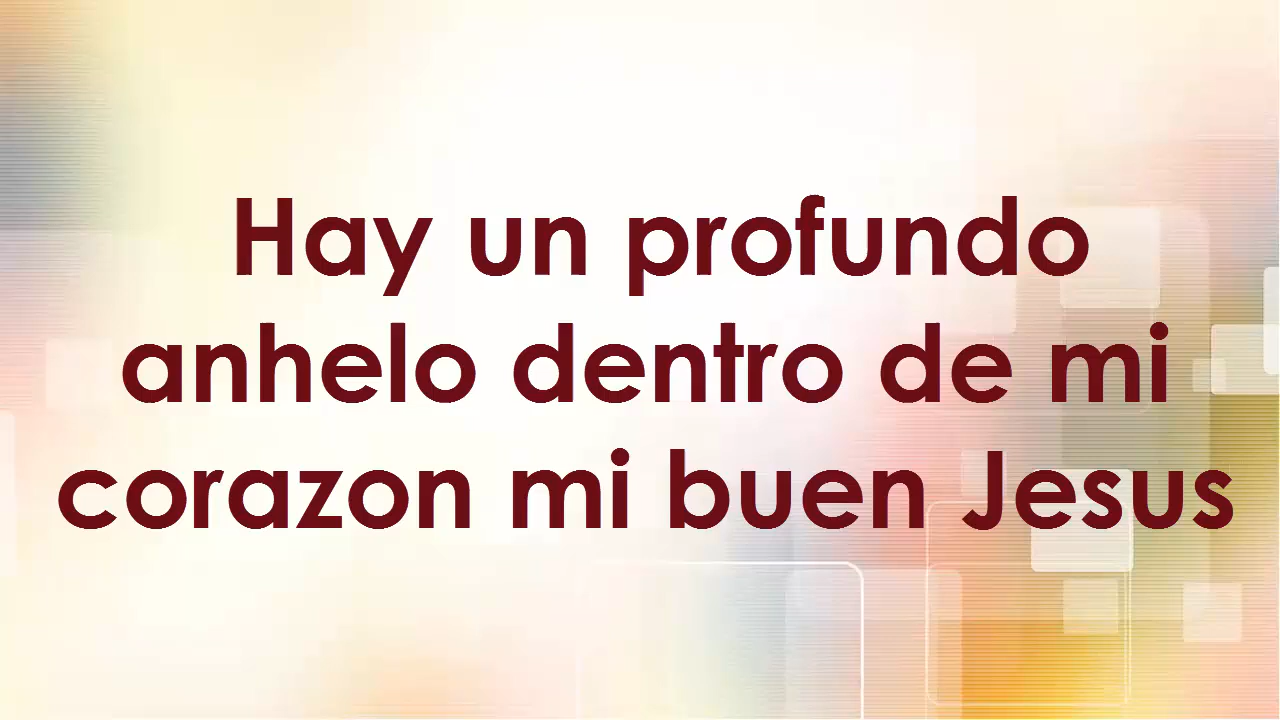 Hay un profundo
anhelo dentro de mi
corazon mi buen Jesus